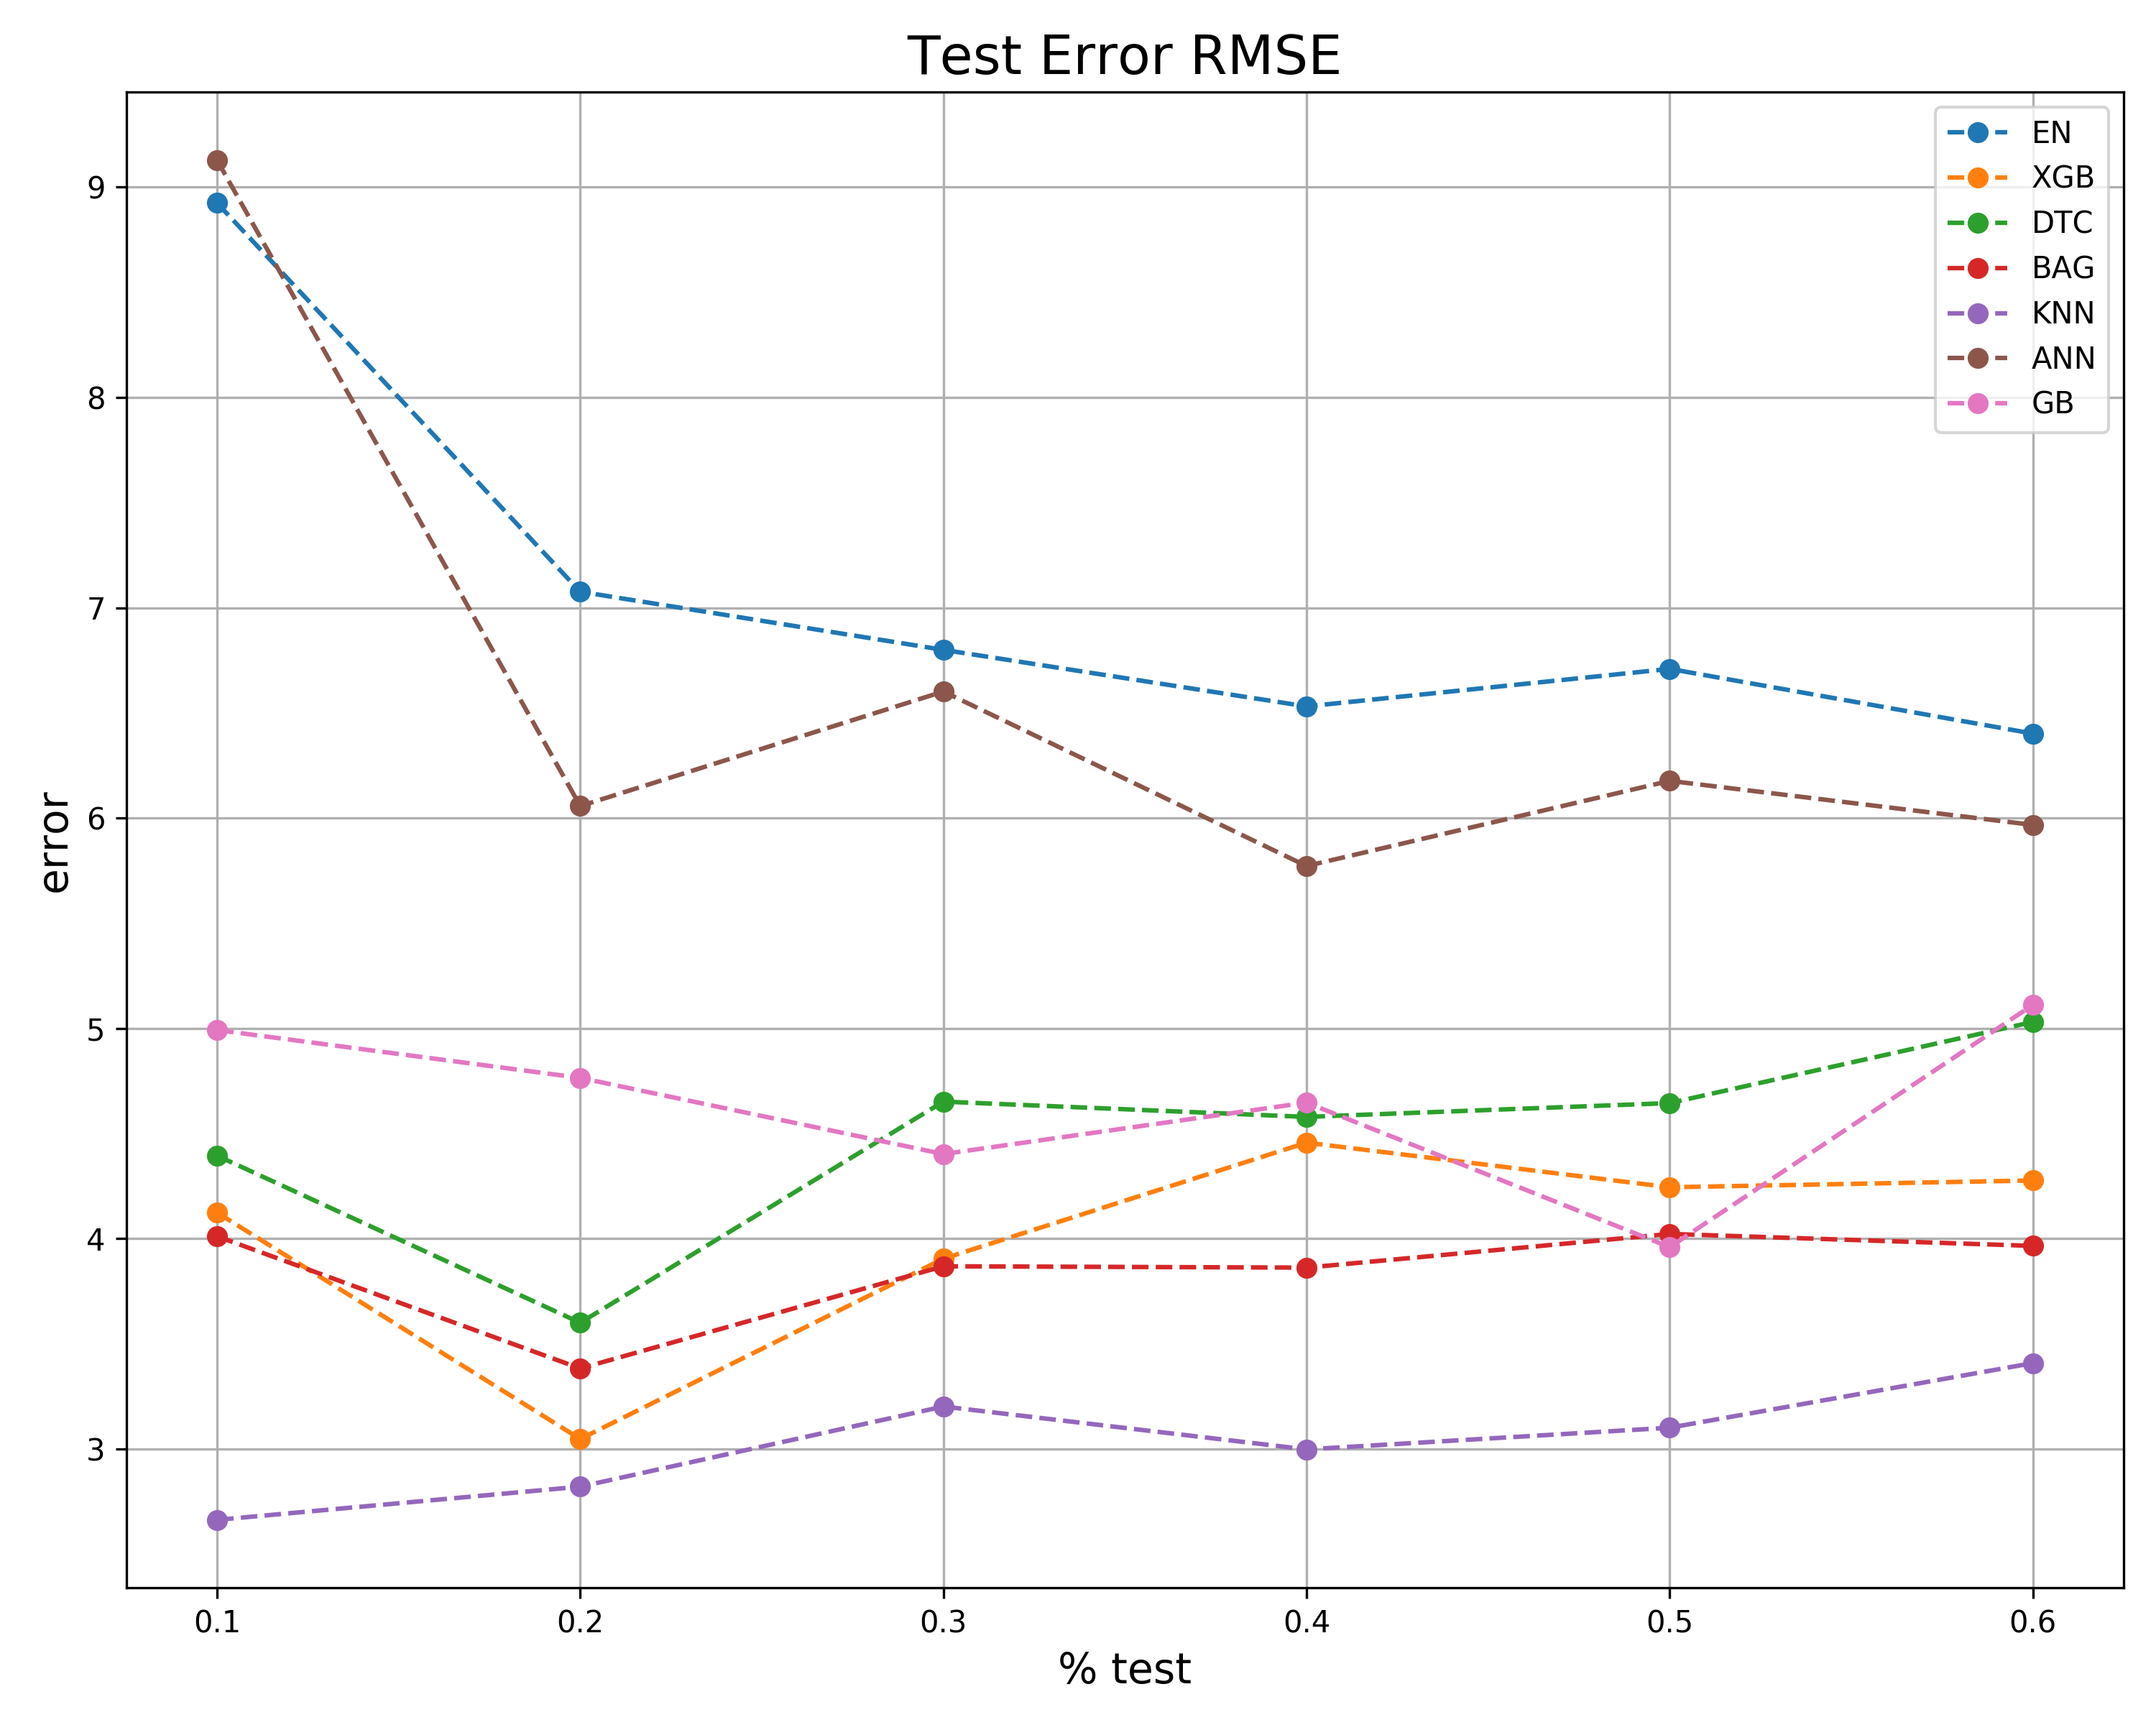 Test Error RMSE
EN
XGB
DTC
BAG
KNN
ANN
GB
9
8
7
6
5
4
3
error
0.1 0.2 0.3 0.4 0.5 0.6
% test